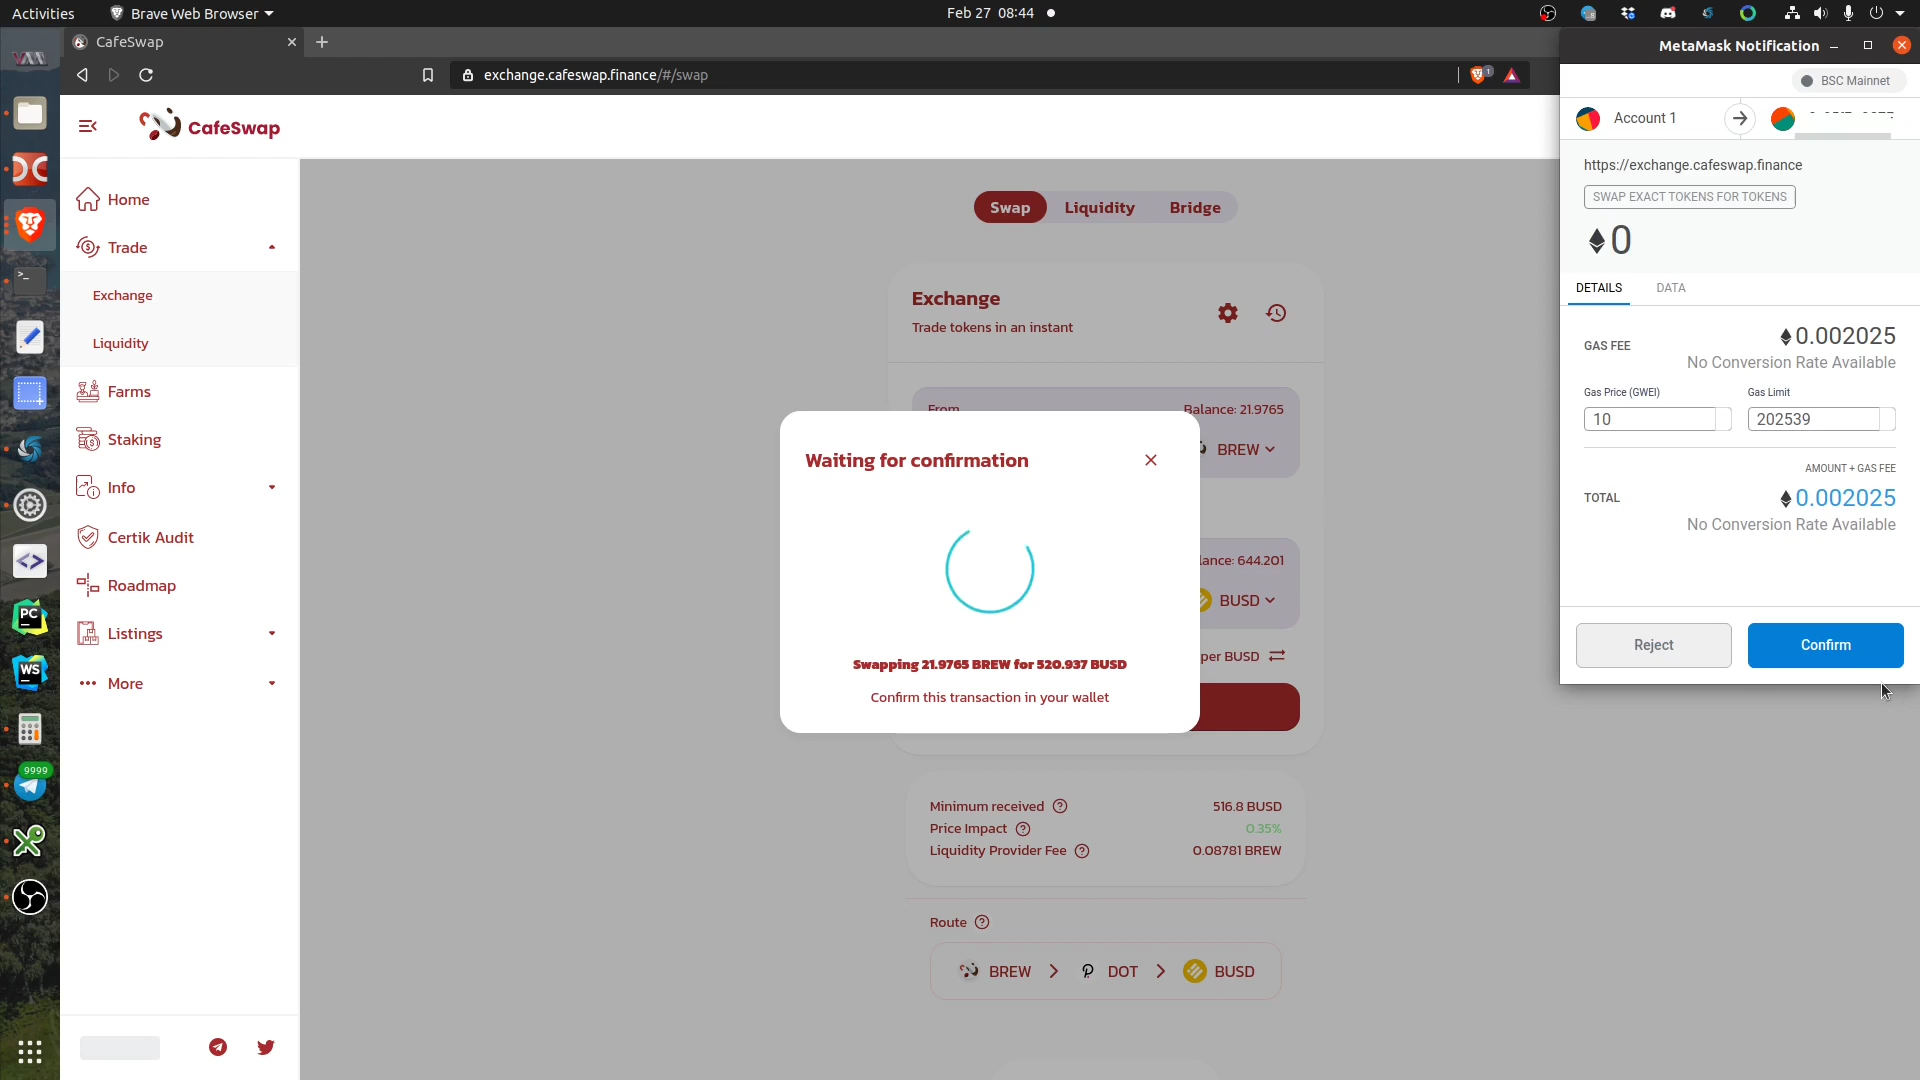 Activities
Brave Web Browser
Feb 27 08:44
CafeSwap
exchange.cafeswap.finance/#/swap
1
CafeSwap
Home
Trade
Exchange
Liquidity
Farms
Staking
Info
Certik Audit
Roadmap
Listings
More
9999
PC
WS
Swap
Liquidity
Bridge
Exchange
Trade tokens in an instant
From
Balance: 21.9765
BREW
lance: 644.201
BUSD
per BUSD
Waiting for confirmation
Swapping 21.9765 BREW for 520.937 BUSD
Confirm this transaction in your wallet
Minimum received
516.8 BUSD
Price Impact
0.35%
Liquidity Provider Fee
0.08781 BREW
Route
BREW
DOT
BUSD
MetaMask Notification
BSC Mainnet
Account 1
https://exchange.cafeswap.finance
SWAP EXACT TOKENS FOR TOKENS
0
DETAILS
DATA
GAS FEE
0.002025
No Conversion Rate Available
Gas Price (GWEI)
Gas Limit
10
202539
AMOUNT + GAS FEE
TOTAL
0.002025
No Conversion Rate Available
Reject
Confirm